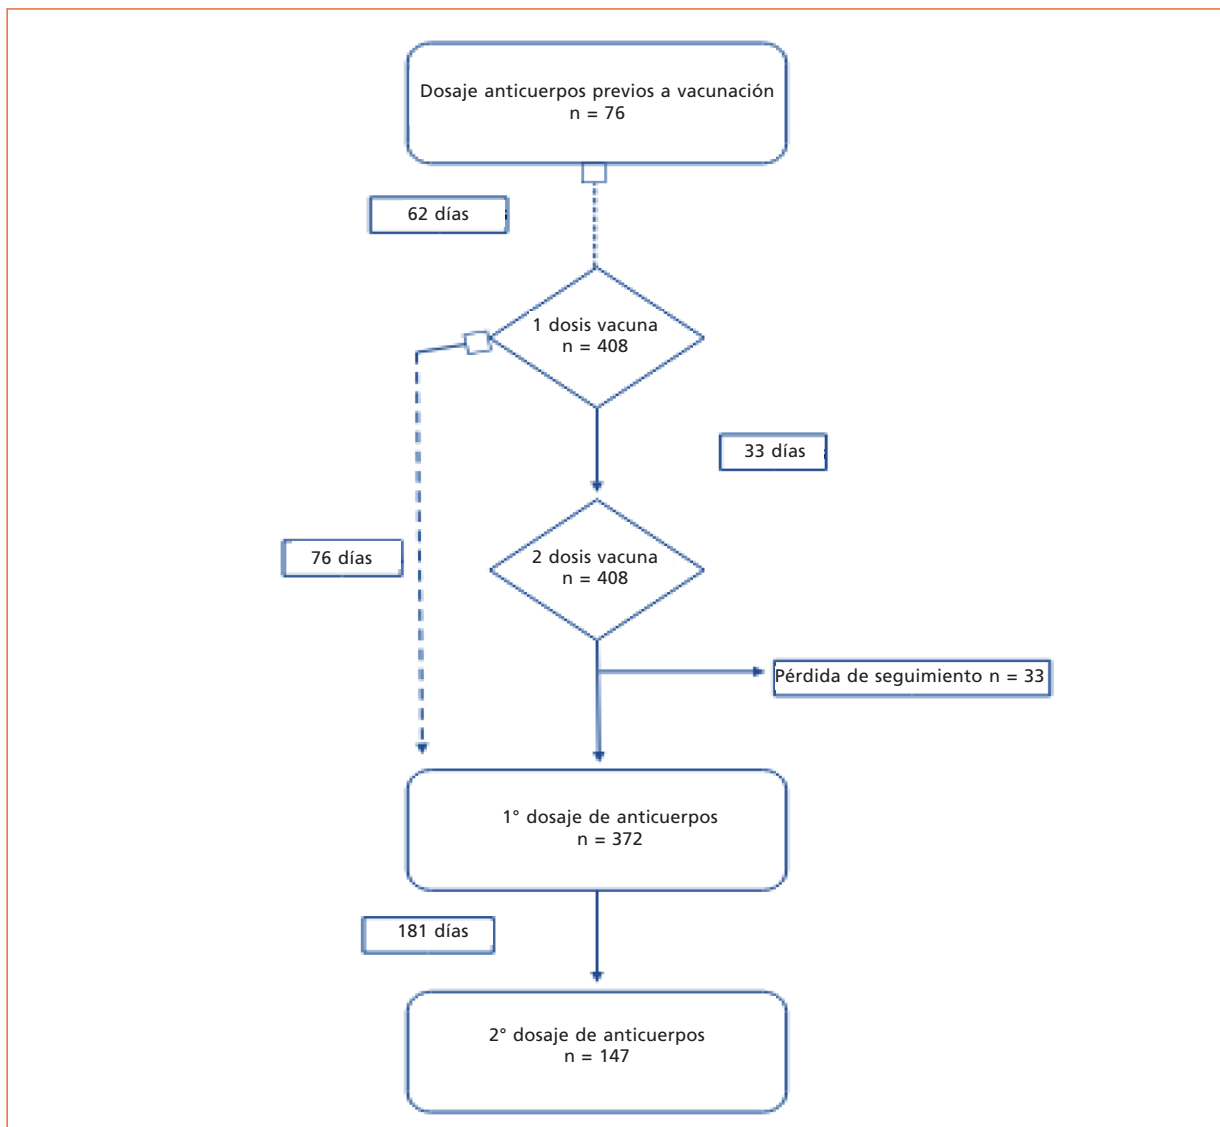 Dosaje anticuerpos previos a vacunación
n = 76
62 días
1 dosis vacuna
n = 408
33 días
76 días
2 dosis vacuna
n = 408
Pérdida de seguimiento n = 33
1° dosaje de anticuerpos
n = 372
181 días
2° dosaje de anticuerpos
n = 147